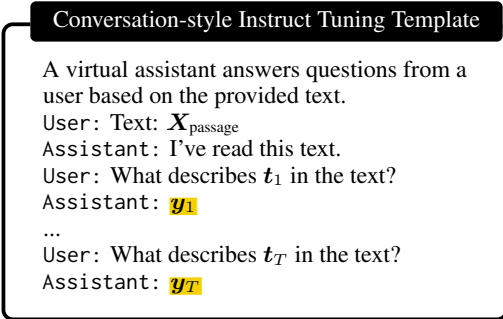 Conversation-style Instruct Tuning Template
A virtual assistant answers questions from a
user based on the provided text.
User: Text: X_passage
Assistant: I've read this text.
User: What describes t_1 in the text?
Assistant: y_1
...
User: What describes t_T in the text?
Assistant: y_T